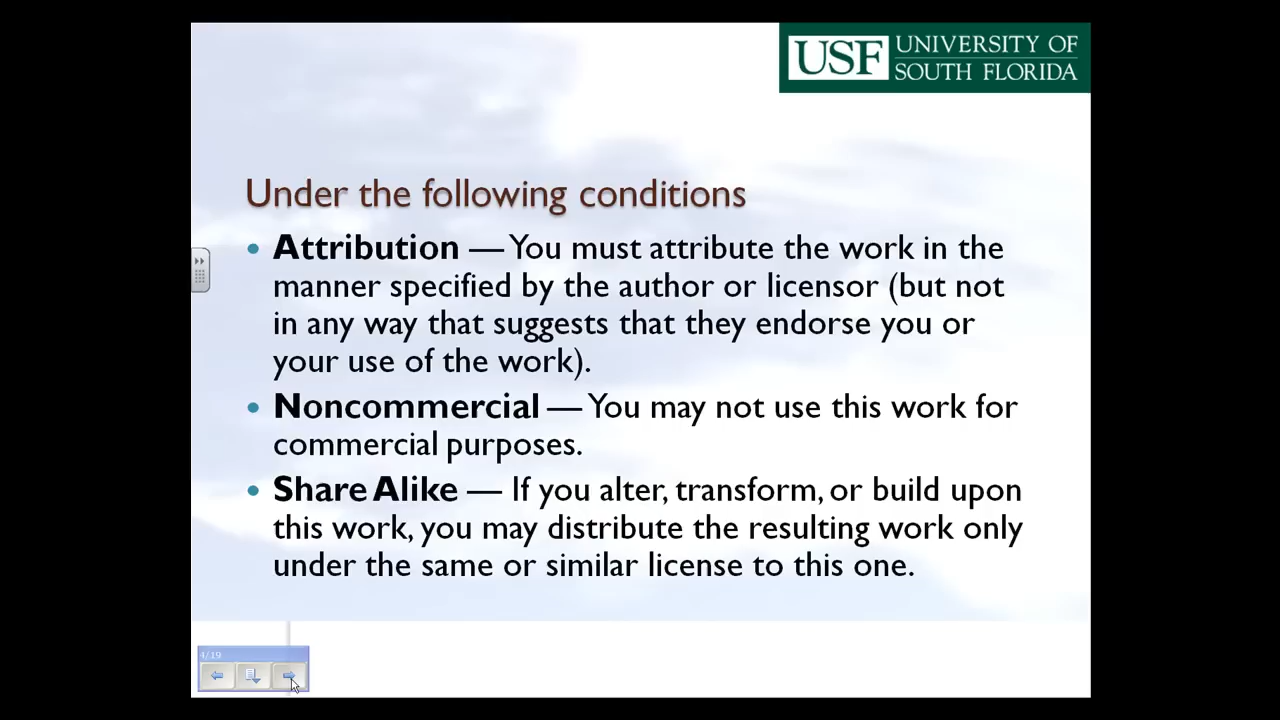 USF UNIVERSITY OF
SOUTH FLORIDA
Under the following conditions
• Attribution — You must attribute the work in the
manner specified by the author or licensor (but not
in any way that suggests that they endorse you or
your use of the work).
• Noncommercial — You may not use this work for
commercial purposes.
• Share Alike — If you alter, transform, or build upon
this work, you may distribute the resulting work only
under the same or similar license to this one.
4/19